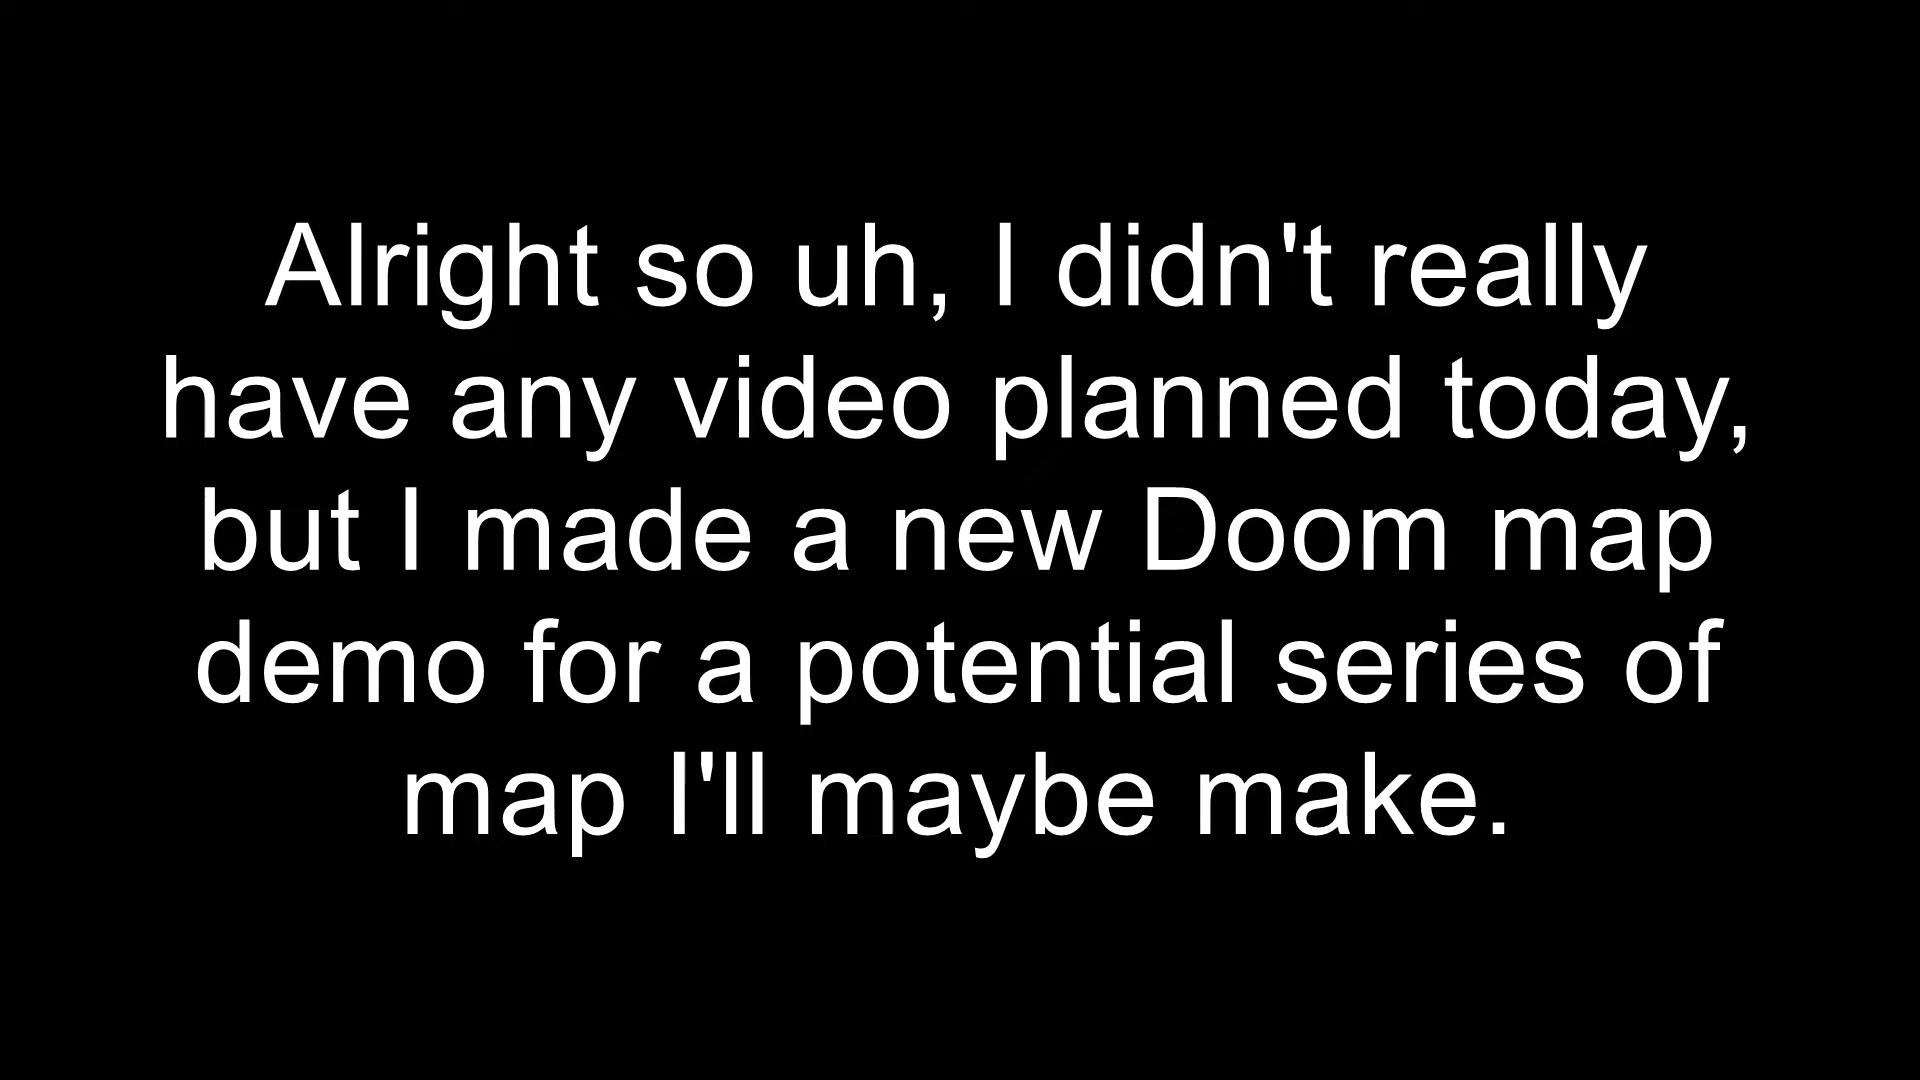 Alright so uh, I didn't really
have any video planned today,
but I made a new Doom map
demo for a potential series of
map I'll maybe make.